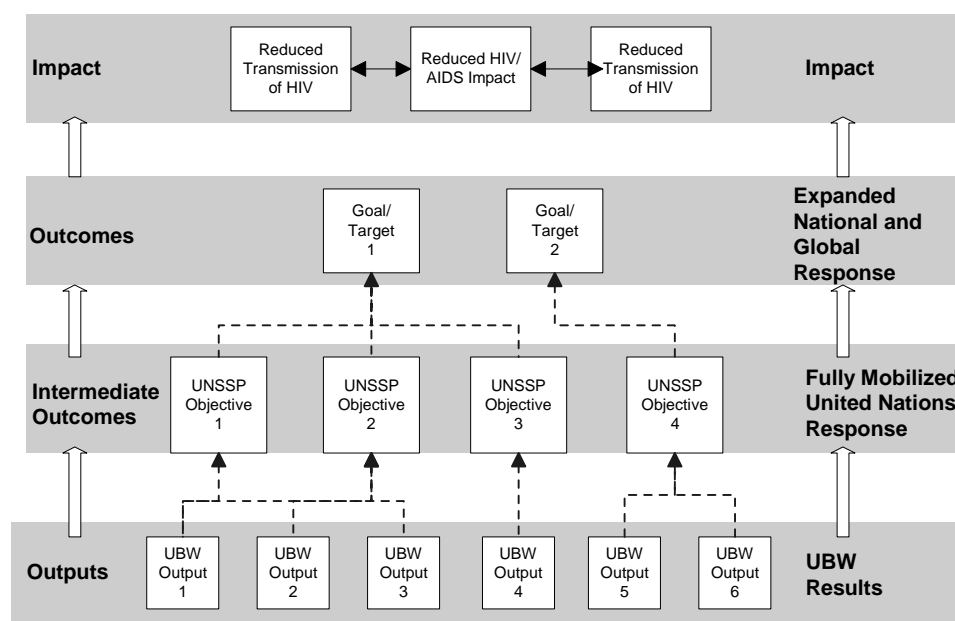 Impact
Reduced
Transmission
of HIV
Reduced HIV/
AIDS Impact
Reduced
Transmission
of HIV
Impact
Outcomes
Goal/
Target
1
Goal/
Target
2
Expanded
National and
Global
Response
Intermediate
Outcomes
UNSSP
Objective
1
UNSSP
Objective
2
UNSSP
Objective
3
UNSSP
Objective
4
Fully Mobilized
United Nations
Response
Outputs
UBW
Output
1
UBW
Output
2
UBW
Output
3
UBW
Output
4
UBW
Output
5
UBW
Output
6
UBW
Results